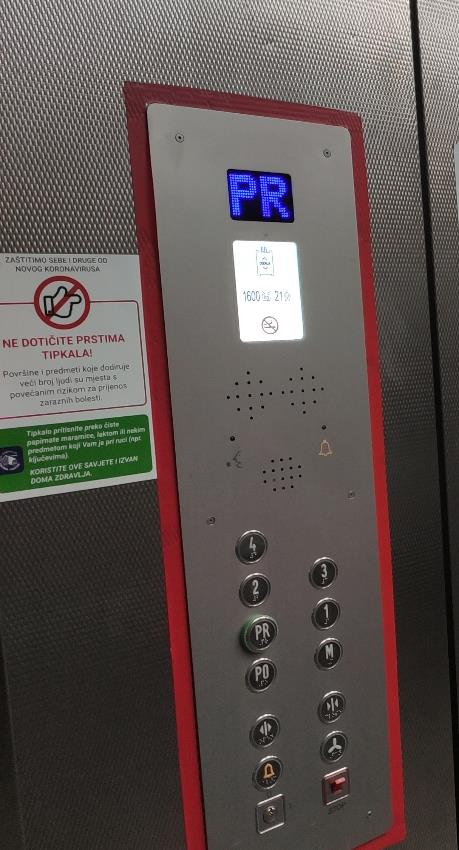 PR
1600 kg 21
ZAŠTITIMO SEBE I DRUGE OD
NOVOG KORONAVIRUSA
NE DOTIČITE PRSTIMA
TIPKALA!
Površine i predmeti koje dodiruje
veći broj ljudi su mjesta s
povećanim rizikom za prijenos
zaraznih bolesti.
Tipkalo pritisnite preko čiste
papirnate maramice, laktom ili nekim
predmetom koji Vam je pri ruci (npr.
ključevima).
KORISTITE OVE SAVJETE I IZVAN
DOMA ZDRAVLJA.
4
3
2
1
PR
M
PO
STOP